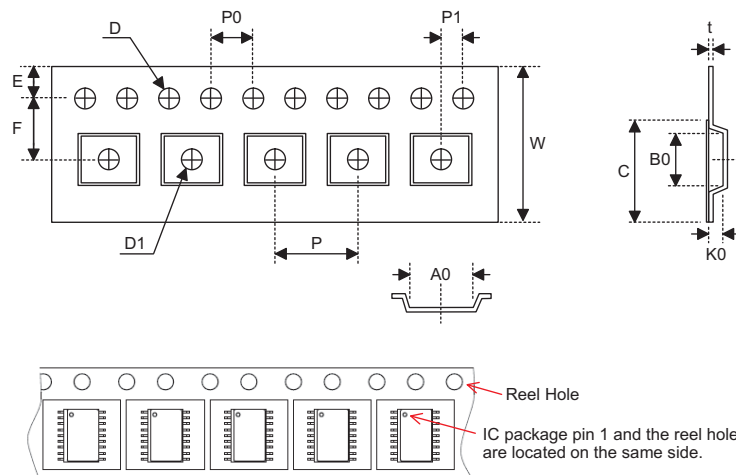 D
P0
P1
t
E
F
W
C
B0
D1
P
K0
A0
Reel Hole
IC package pin 1 and the reel hole
are located on the same side.